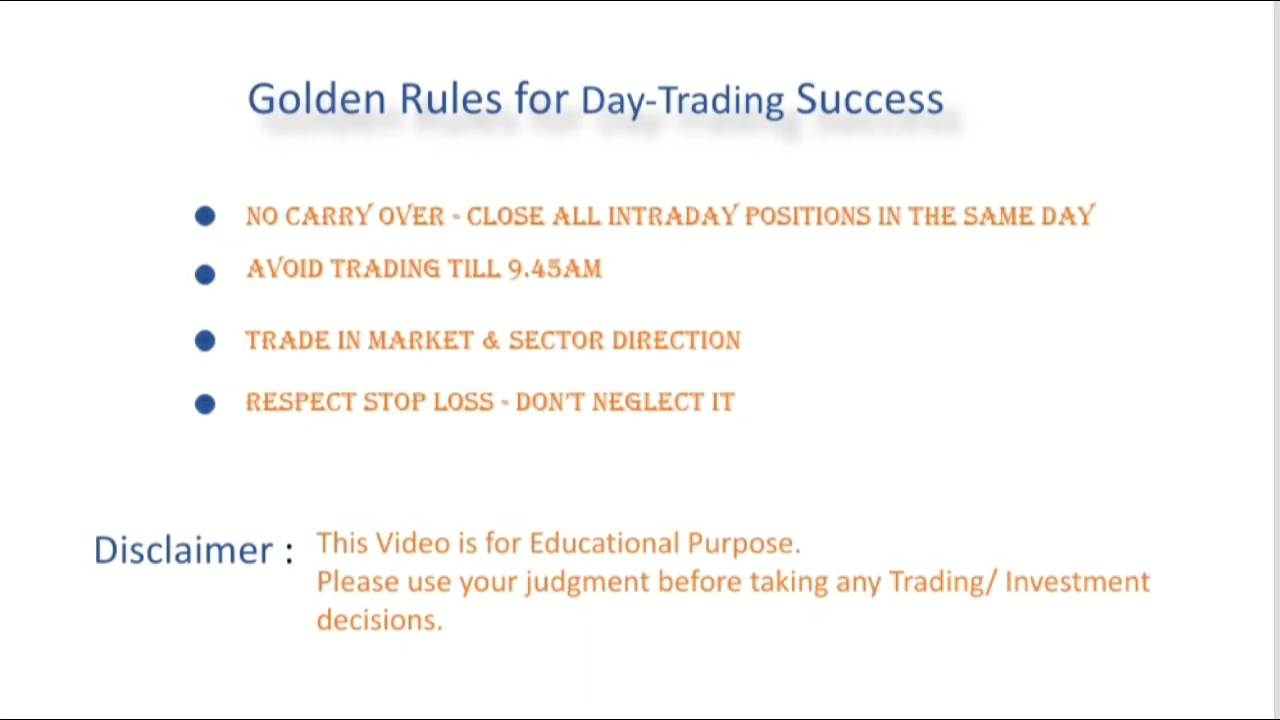 Golden Rules for Day-Trading Success
NO CARRY OVER - CLOSE ALL INTRADAY POSITIONS IN THE SAME DAY
AVOID TRADING TILL 9.45AM
TRADE IN MARKET & SECTOR DIRECTION
RESPECT STOP LOSS - DON'T NEGLECT IT
Disclaimer : This Video is for Educational Purpose.
Please use your judgment before taking any Trading/ Investment
decisions.